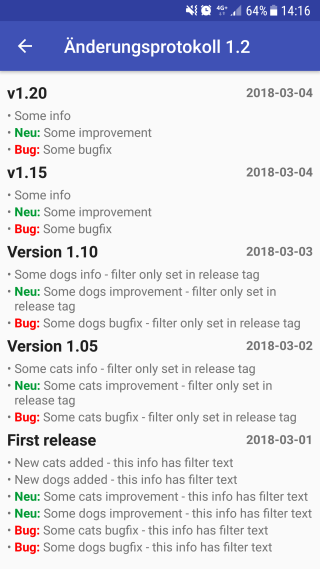 4G+ 64% 14:16
Änderungsprotokoll 1.2
v1.20 2018-03-04
• Some info
• Neu: Some improvement
• Bug: Some bugfix
v1.15 2018-03-04
• Some info
• Neu: Some improvement
• Bug: Some bugfix
Version 1.10 2018-03-03
• Some dogs info - filter only set in release tag
• Neu: Some dogs improvement - filter only set in
release tag
• Bug: Some dogs bugfix - filter only set in release tag
Version 1.05 2018-03-02
• Some cats info - filter only set in release tag
• Neu: Some cats improvement - filter only set in
release tag
• Bug: Some cats bugfix - filter only set in release tag
First release 2018-03-01
• New cats added - this info has filter text
• New dogs added - this info has filter text
• Neu: Some cats improvement - this info has filter text
• Neu: Some dogs improvement - this info has filter text
• Bug: Some cats bugfix - this info has filter text
• Bug: Some dogs bugfix - this info has filter text